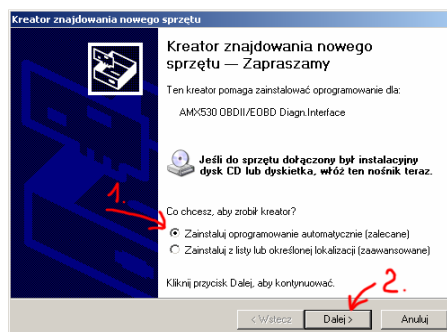 Kreator znajdowania nowego sprzętu
Kreator znajdowania nowego
sprzętu — Zapraszamy
Ten kreator pomaga zainstalować oprogramowanie dla:
AMX530 OBDII/EOBD Diagn.Interface
Jeśli do sprzętu dołączony był instalacyjny
dysk CD lub dyskietka, włóż ten nośnik teraz.
1.
Co chcesz, aby zrobił kreator?
Zainstaluj oprogramowanie automatycznie (zalecane)
Zainstaluj z listy lub określonej lokalizacji (zaawansowane)
Kliknij przycisk Dalej, aby kontynuować.
2.
< Wstecz
Dalej >
Anuluj